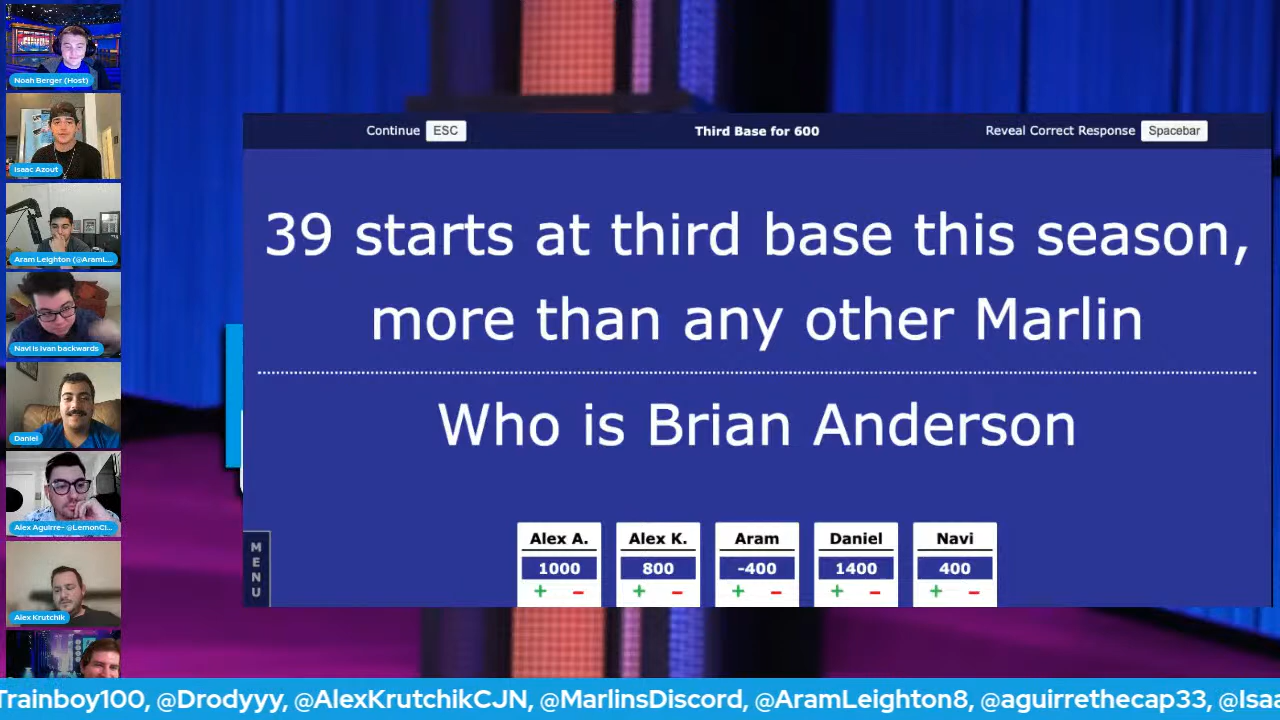 Noah Berger (Host)
Isaac Azout
Aram Leighton (@AramL...
Navi is Ivan backwards
Daniel
Alex Aguirre- @LemonCi...
Alex Krutchik
Continue ESC
Third Base for 600
Reveal Correct Response Spacebar
39 starts at third base this season,
more than any other Marlin
Who is Brian Anderson
MENU
Alex A. Alex K. Aram Daniel Navi
1000 800 -400 1400 400
+ − + − + − + − + −
Trainboy100, @Drodyyy, @AlexKrutchikCJN, @MarlinsDiscord, @AramLeighton8, @aguirrethecap33, @Isaa